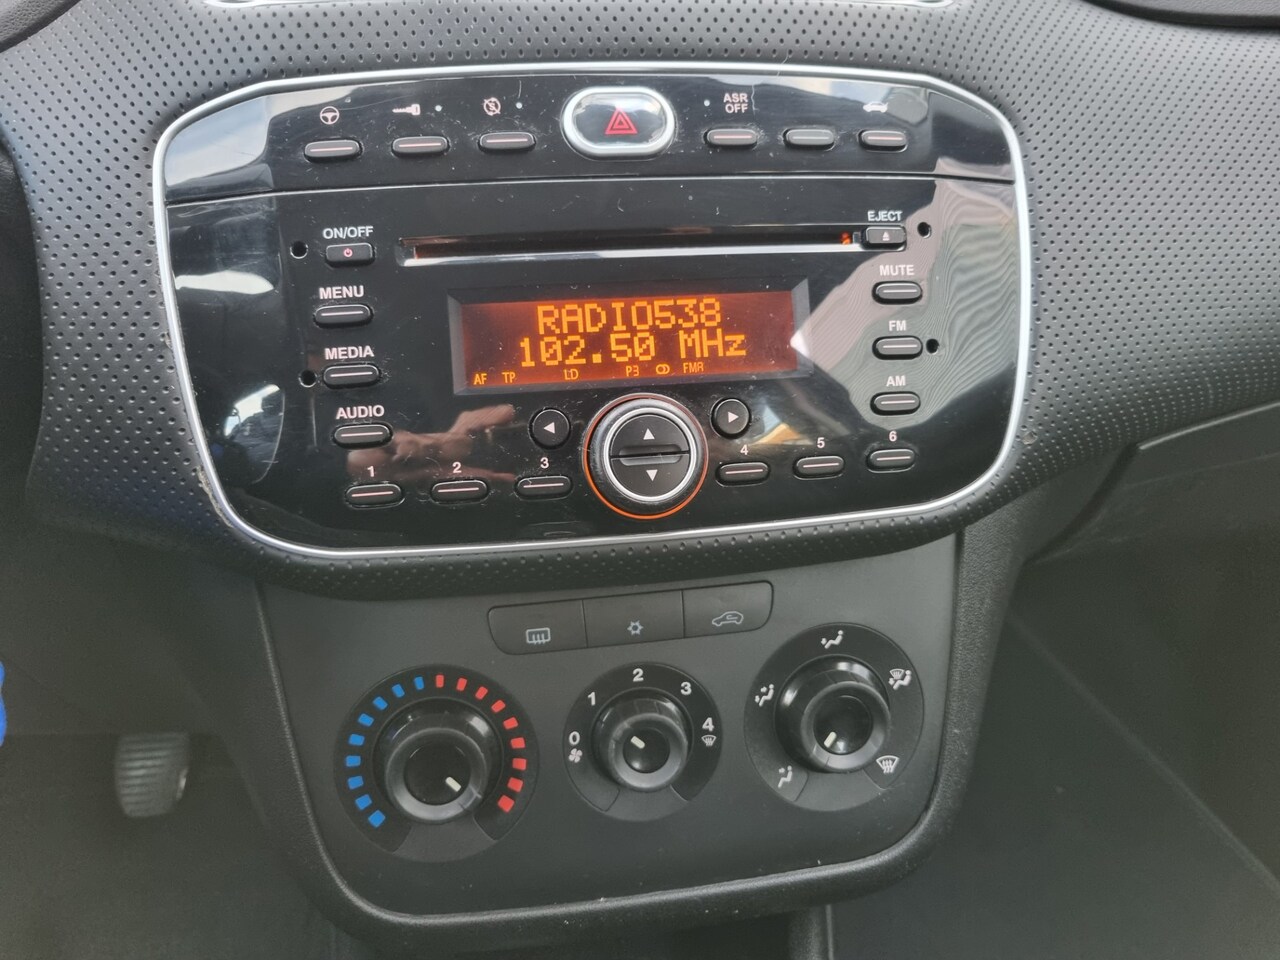 ASR
OFF
ON/OFF
EJECT
MENU
MUTE
MEDIA
FM
AUDIO
AM
RADIO538
102.50 MHz
AF TP LD P3 FMA
1 2 3 4 5 6
0 1 2 3 4